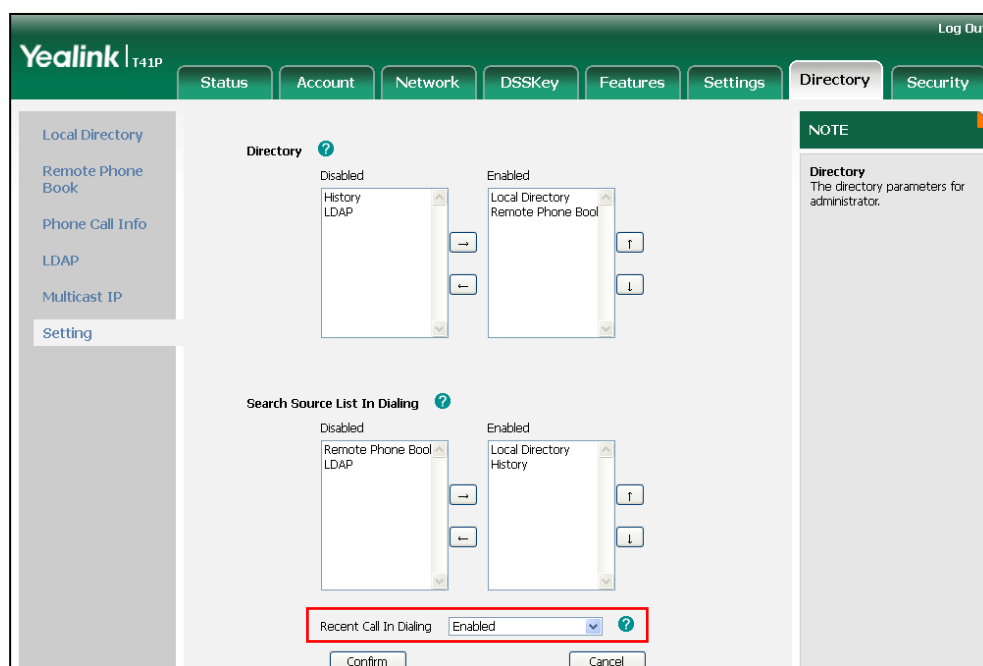 Log Ou
Yealink T41P
Status Account Network DSSKey Features Settings Directory Security
Local Directory
Remote Phone
Book
Phone Call Info
LDAP
Multicast IP
Setting
Directory ?
Disabled Enabled
History
LDAP
→
←
Local Directory
Remote Phone Bool
↑
↓
Search Source List In Dialing ?
Disabled Enabled
Remote Phone Bool
LDAP
→
←
Local Directory
History
↑
↓
Recent Call In Dialing Enabled ?
Confirm Cancel
NOTE
Directory
The directory parameters for
administrator.